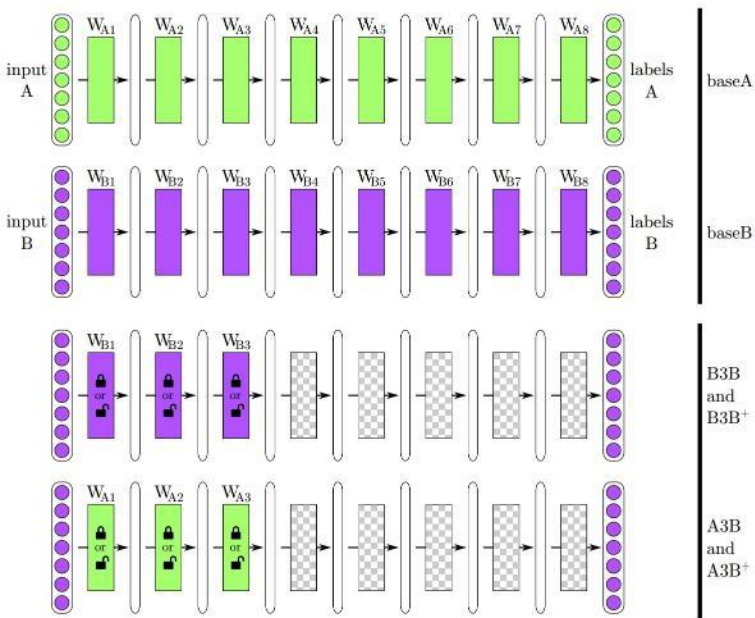 W_A1 W_A2 W_A3 W_A4 W_A5 W_A6 W_A7 W_A8
input
A
labels
A
baseA
W_B1 W_B2 W_B3 W_B4 W_B5 W_B6 W_B7 W_B8
input
B
labels
B
baseB
W_B1 W_B2 W_B3
or or or
B3B
and
B3B⁺
W_A1 W_A2 W_A3
or or or
A3B
and
A3B⁺